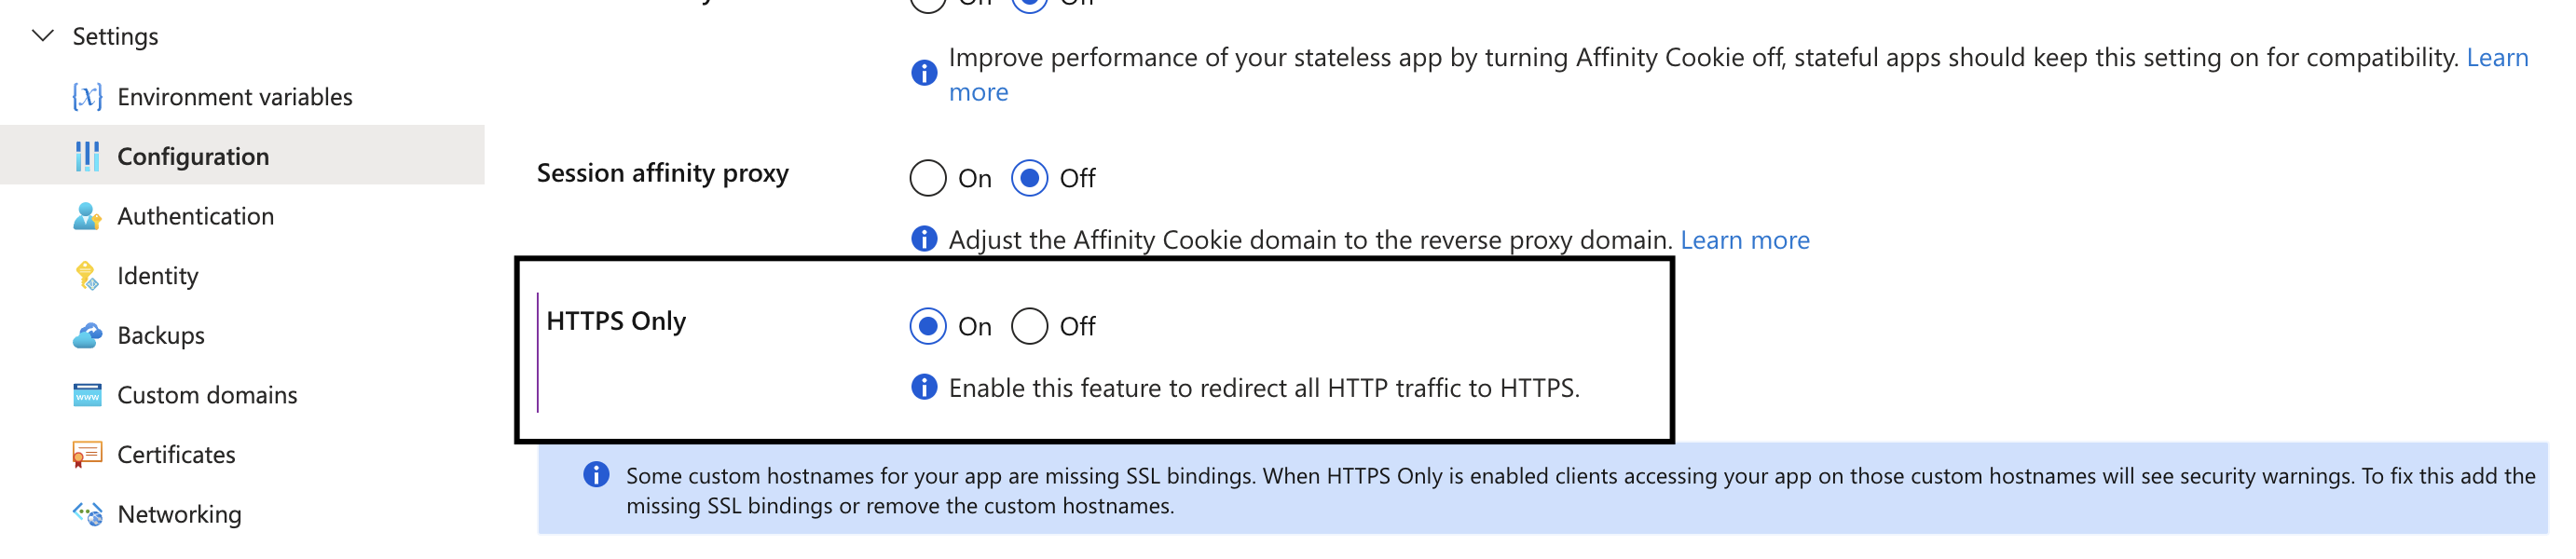 Settings
{x} Environment variables
Configuration
Authentication
Identity
Backups
www Custom domains
Certificates
Networking
Improve performance of your stateless app by turning Affinity Cookie off, stateful apps should keep this setting on for compatibility. Learn
more
Session affinity proxy
On Off
Adjust the Affinity Cookie domain to the reverse proxy domain. Learn more
HTTPS Only
On Off
Enable this feature to redirect all HTTP traffic to HTTPS.
Some custom hostnames for your app are missing SSL bindings. When HTTPS Only is enabled clients accessing your app on those custom hostnames will see security warnings. To fix this add the
missing SSL bindings or remove the custom hostnames.